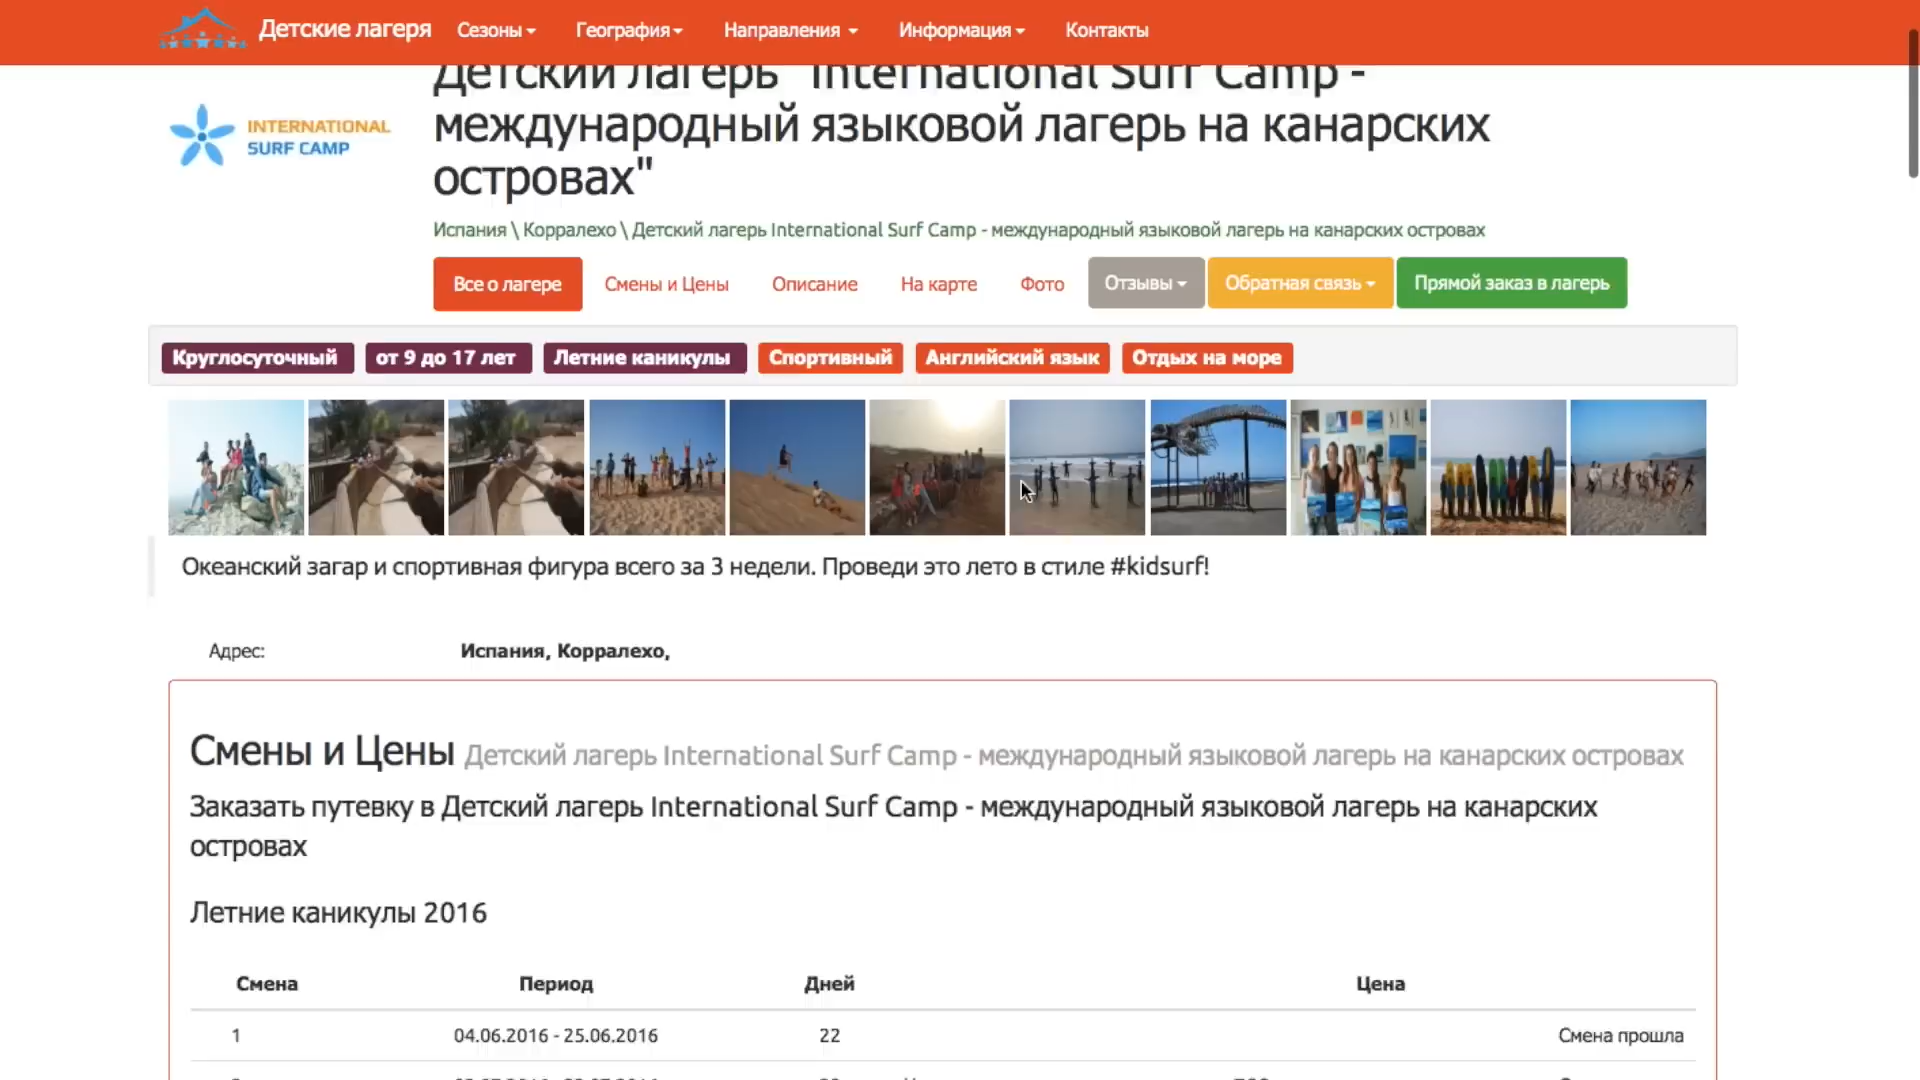 Детские лагеря Сезоны География Направления Информация Контакты
Детский лагерь "International Surf Camp -
международный языковой лагерь на канарских
островах"
INTERNATIONAL
SURF CAMP
Испания \ Корралехо \ Детский лагерь International Surf Camp - международный языковой лагерь на канарских островах
Все о лагере Смены и Цены Описание На карте Фото Отзывы Обратная связь Прямой заказ в лагерь
Круглосуточный от 9 до 17 лет Летние каникулы Спортивный Английский язык Отдых на море
Океанский загар и спортивная фигура всего за 3 недели. Проведи это лето в стиле #kidsurf!
Адрес: Испания, Корралехо,
Смены и Цены Детский лагерь International Surf Camp - международный языковой лагерь на канарских островах
Заказать путевку в Детский лагерь International Surf Camp - международный языковой лагерь на канарских
островах
Летние каникулы 2016
Смена Период Дней Цена
1 04.06.2016 - 25.06.2016 22 Смена прошла